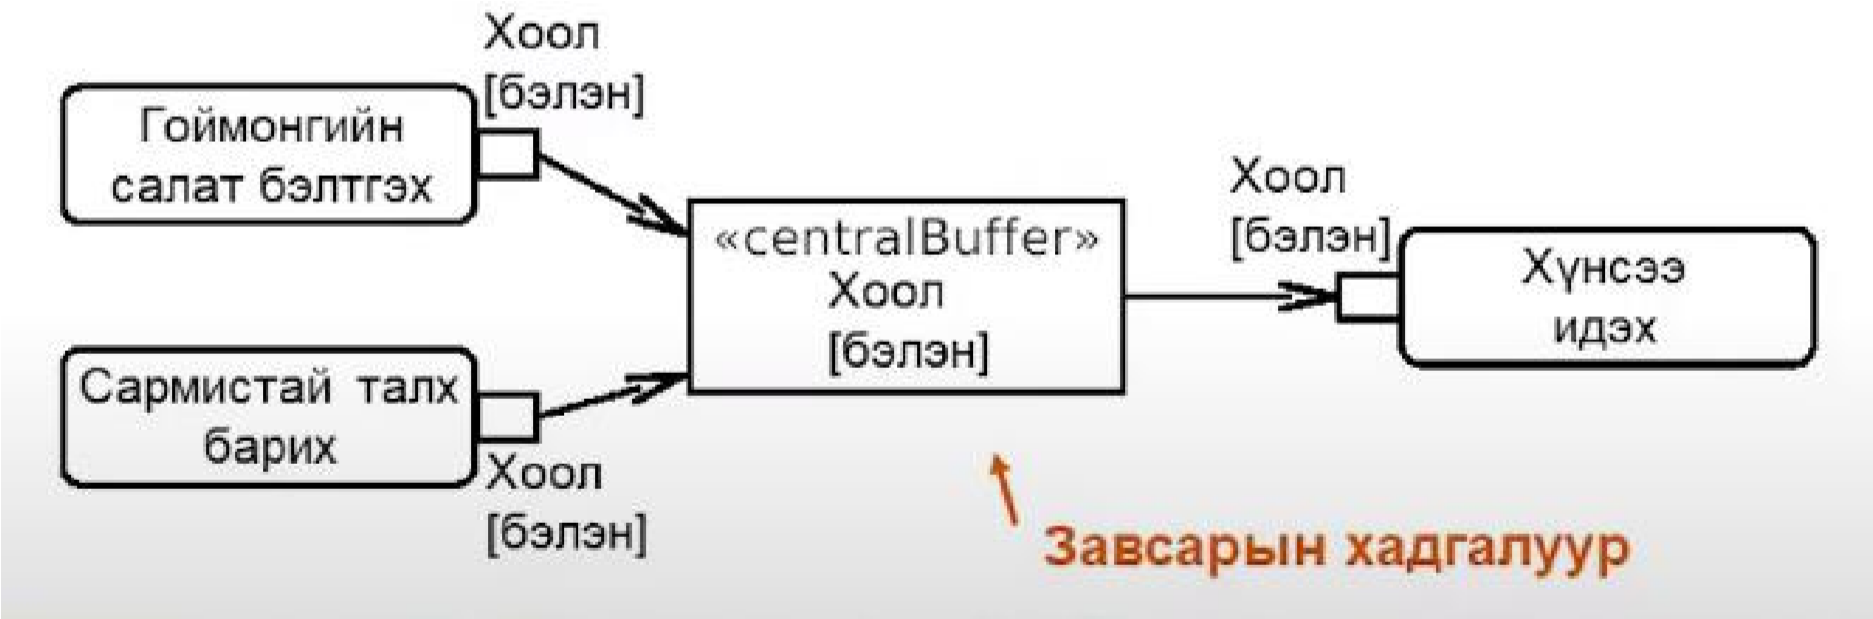 Хоол
[бэлэн]
Гоймонгийн
салат бэлтгэх
Сармистай талх
барих
Хоол
[бэлэн]
«centralBuffer»
Хоол
[бэлэн]
Хоол
[бэлэн]
Хүнсээ
идэх
Завсарын хадгалуур